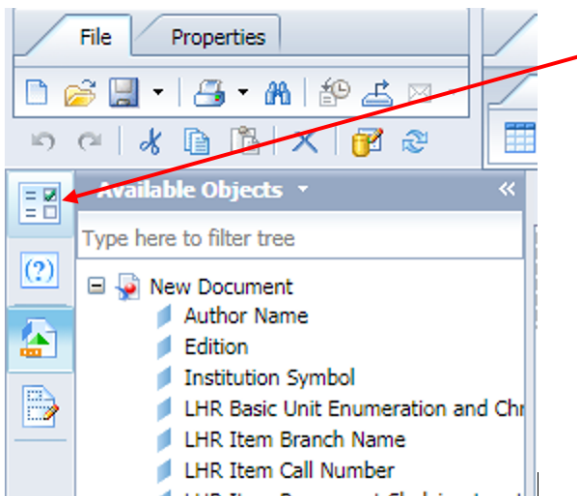 File Properties
Available Objects
Type here to filter tree
(?)
New Document
Author Name
Edition
Institution Symbol
LHR Basic Unit Enumeration and Chr
LHR Item Branch Name
LHR Item Call Number